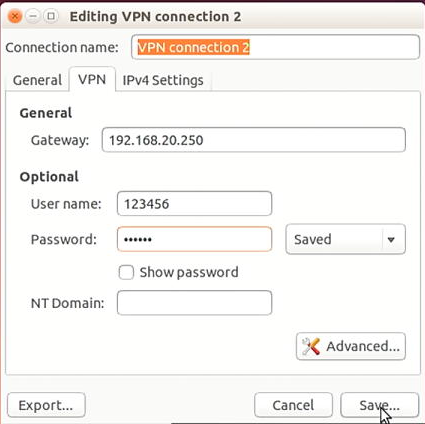 Editing VPN connection 2
Connection name: VPN connection 2
General VPN IPv4 Settings
General
Gateway: 192.168.20.250
Optional
User name: 123456
Password: •••••• Saved
Show password
NT Domain:
Advanced...
Export... Cancel Save...